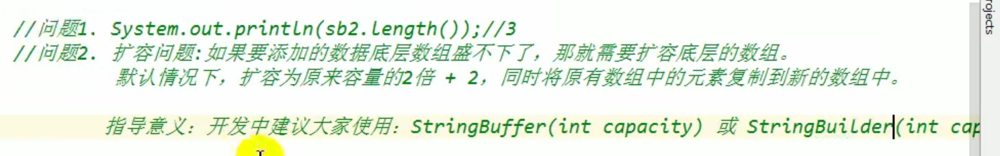 //问题1. System.out.println(sb2.length());//3
//问题2. 扩容问题:如果要添加的数据底层数组盛不下了，那就需要扩容底层的数组。
默认情况下，扩容为原来容量的2倍 + 2，同时将原有数组中的元素复制到新的数组中。
指导意义：开发中建议大家使用：StringBuffer(int capacity) 或 StringBuilder(int cap
rojects